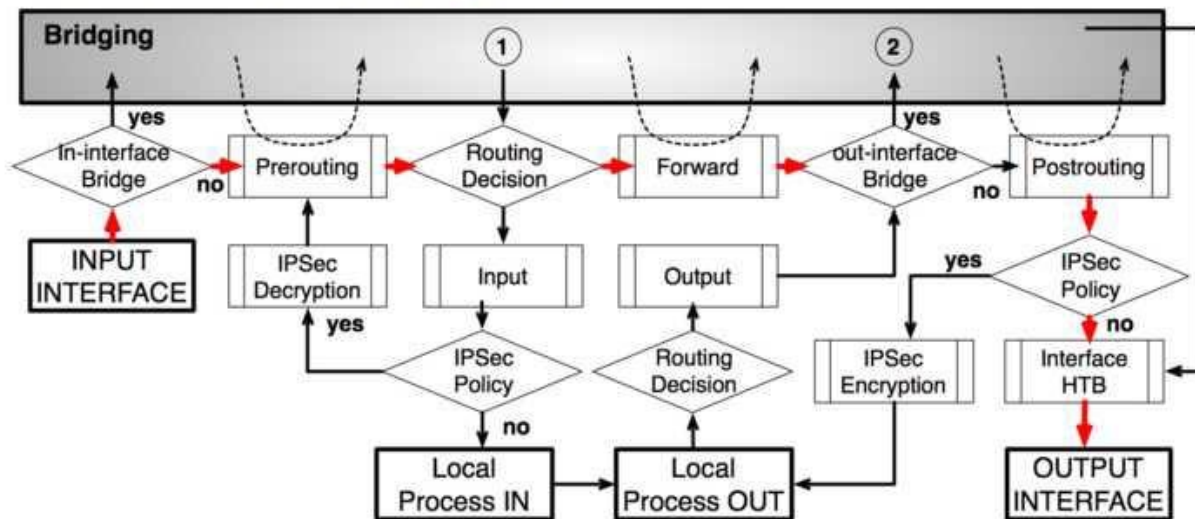 Bridging
1
2
yes
yes
In-interface
Bridge
no
Prerouting
Routing
Decision
Forward
out-interface
Bridge
no
Postrouting
INPUT
INTERFACE
IPSec
Decryption
Input
Output
yes
IPSec
Policy
yes
no
IPSec
Policy
Routing
Decision
IPSec
Encryption
Interface
HTB
no
Local
Process IN
Local
Process OUT
OUTPUT
INTERFACE